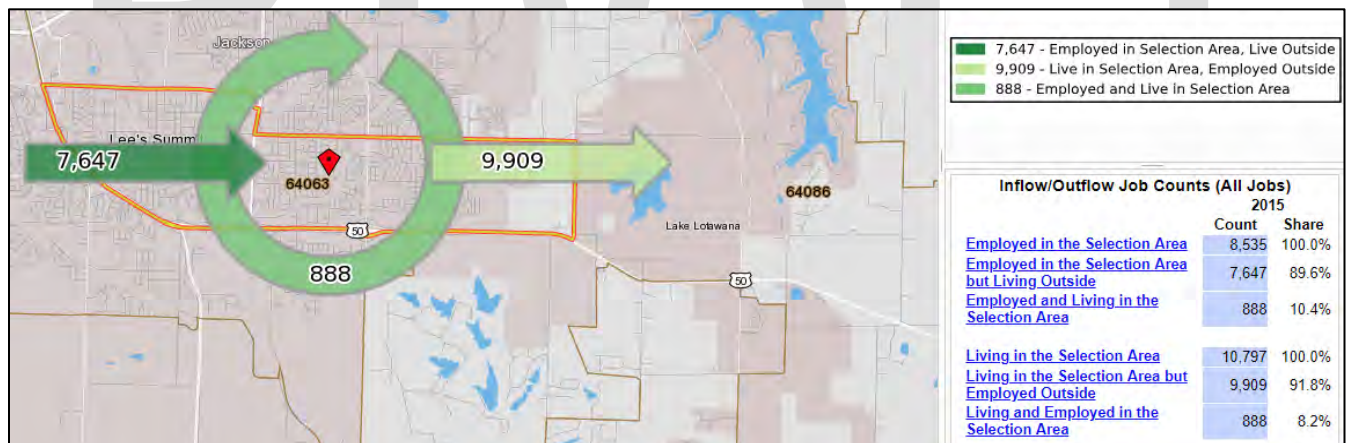 Jackson
7,647 - Employed in Selection Area, Live Outside
9,909 - Live in Selection Area, Employed Outside
888 - Employed and Live in Selection Area
Lee's Summ
7,647
64063
9,909
64086
50
Lake Lotawana
888
50
Inflow/Outflow Job Counts (All Jobs)
2015
Count Share
Employed in the Selection Area 8,535 100.0%
Employed in the Selection Area
but Living Outside 7,647 89.6%
Employed and Living in the
Selection Area 888 10.4%
Living in the Selection Area 10,797 100.0%
Living in the Selection Area but
Employed Outside 9,909 91.8%
Living and Employed in the
Selection Area 888 8.2%